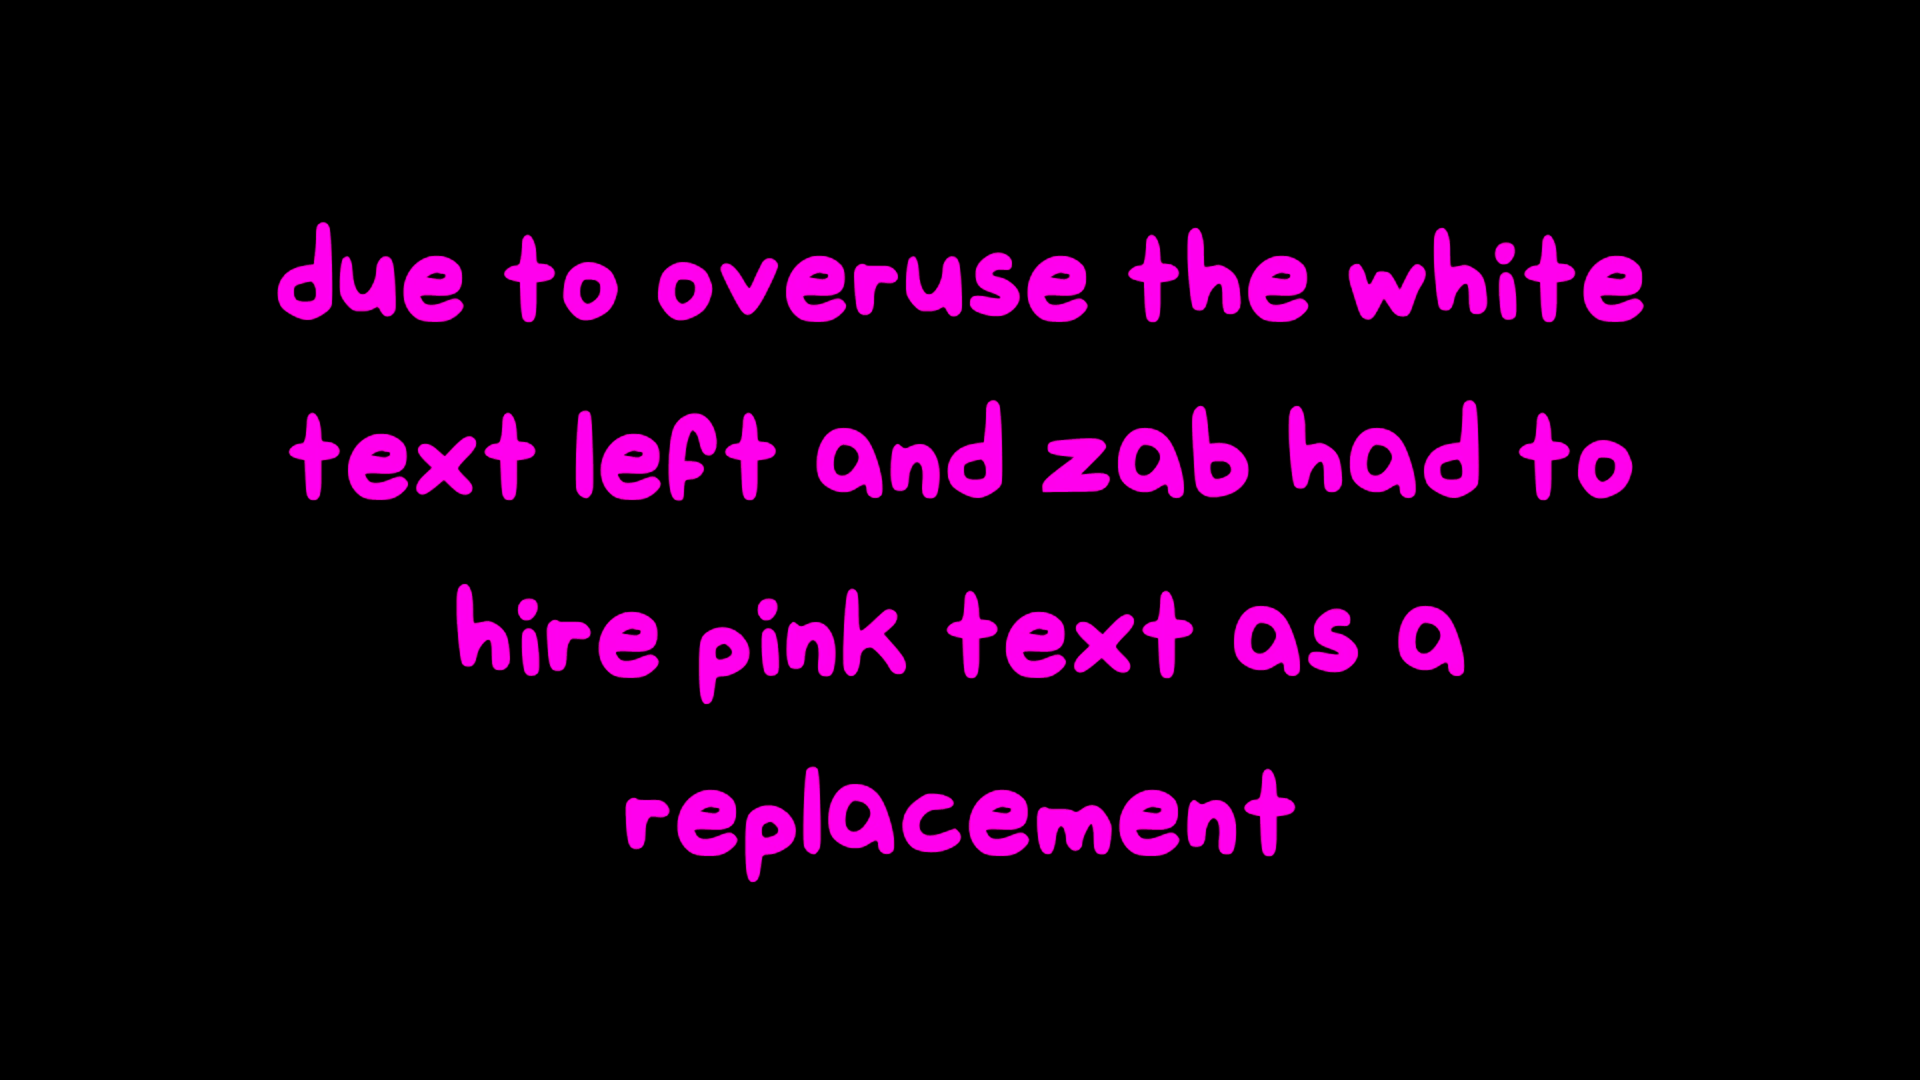 due to overuse the white
text left and zab had to
hire pink text as a
replacement